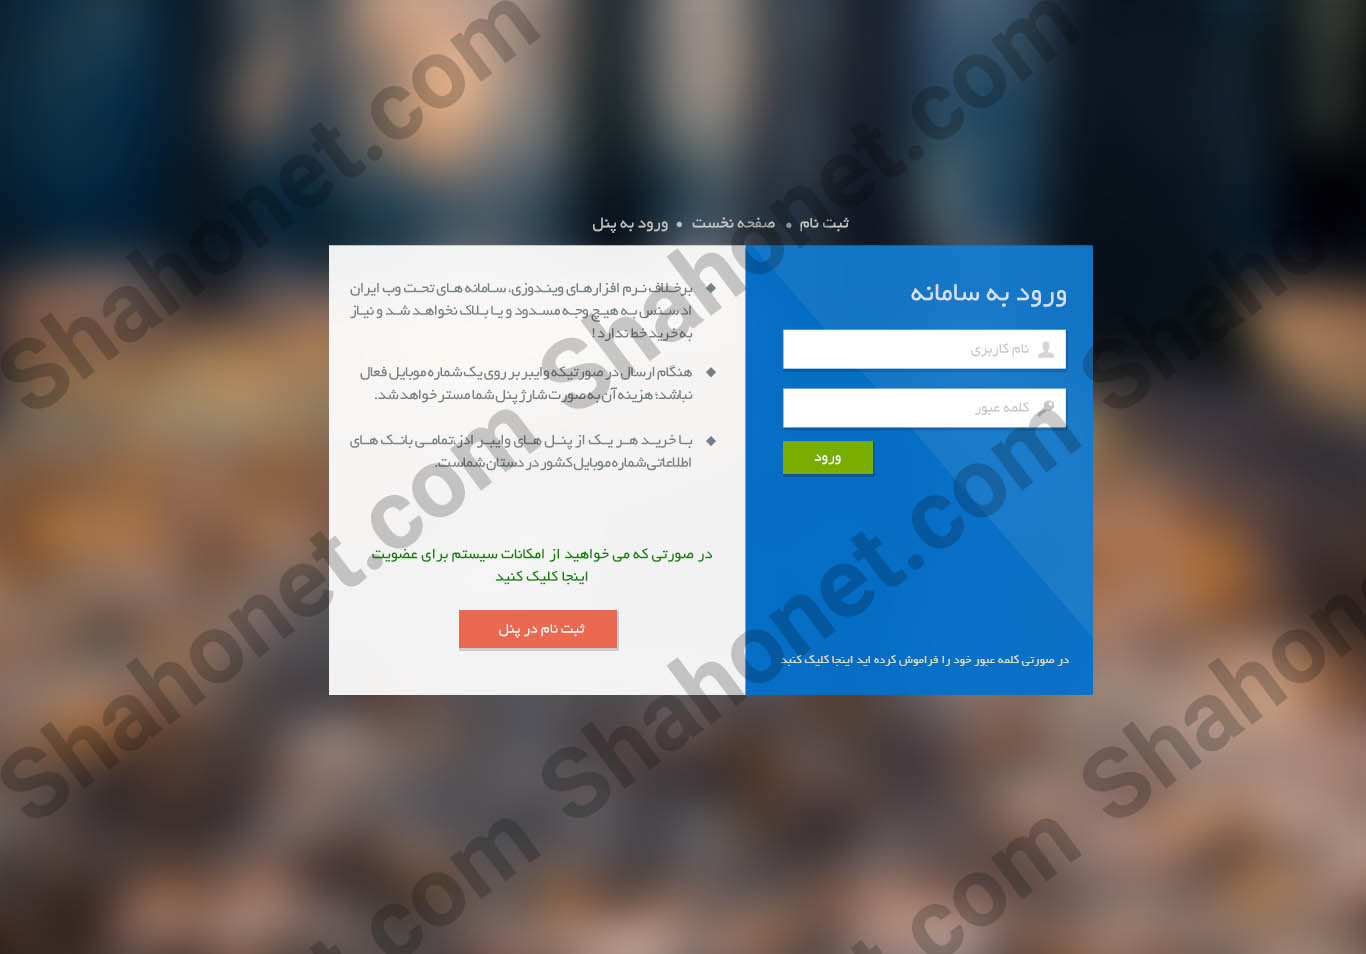 ثبت نام • صفحه نخست • ورود به پنل
ورود به سامانه
نام کاربری
کلمه عبور
ورود
در صورتی کلمه عبور خود را فراموش کرده اید اینجا کلیک کنید
برخلاف نرم افزارهای ویندوزی، سامانه های تحت وب ایران
ادسنس به هیچ وجه مسدود و یا بلاک نخواهد شد و نیاز
به خرید خط ندارد!
هنگام ارسال در صورتیکه وایبر بر روی یک شماره موبایل فعال
نباشد؛ هزینه آن به صورت شارژ پنل شما مستر خواهد شد.
با خرید هر یک از پنل های وایبر ادز،تمامی بانک های
اطلاعاتی شماره موبایل کشور در دستان شماست.
در صورتی که می خواهید از امکانات سیستم برای عضویت
اینجا کلیک کنید
ثبت نام در پنل
Shahonet.com
Shahonet.com
Shahonet.com
Shahonet.com
Shahonet.com
Shahonet.com